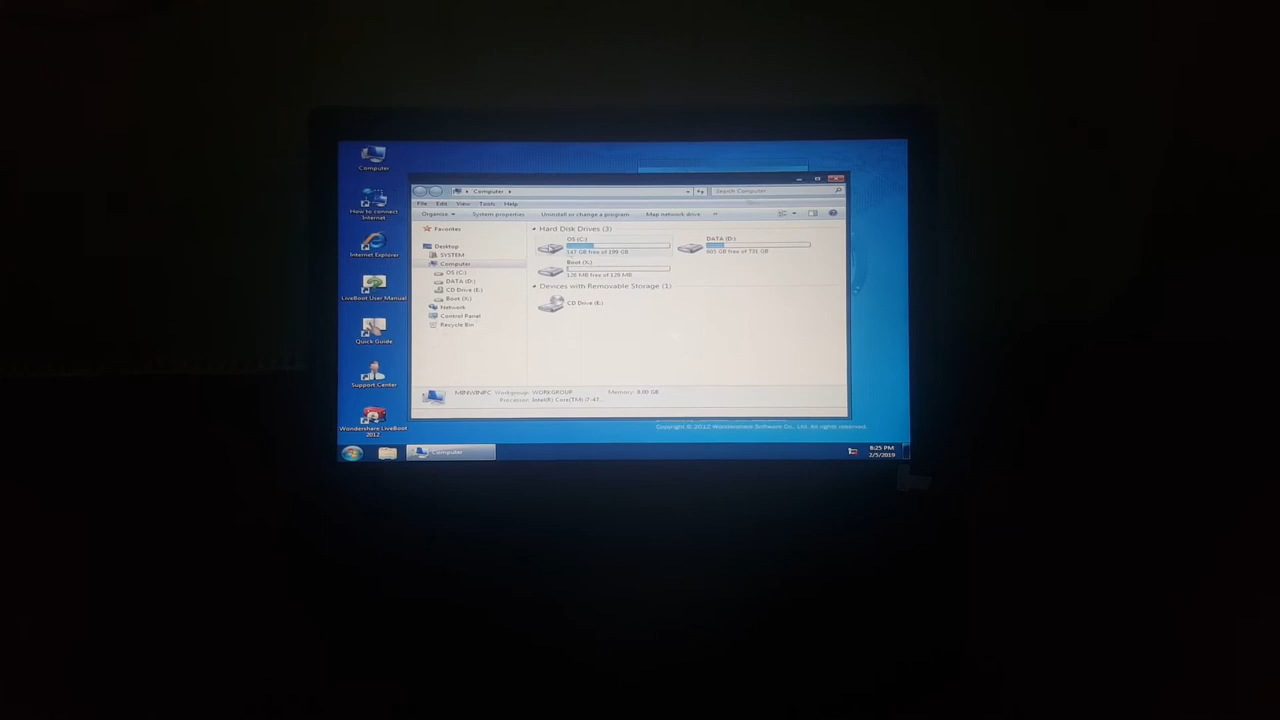 Computer
How to connect
Internet
Internet Explorer
LiveBoot User Manual
Quick Guide
Support Center
Wondershare LiveBoot
2012
Computer
Search Computer
File Edit View Tools Help
Organise System properties Uninstall or change a program Map network drive »
Favorites
Desktop
SYSTEM
Computer
OS (C:)
DATA (D:)
CD Drive (E:)
Boot (X:)
Network
Control Panel
Recycle Bin
Hard Disk Drives (3)
OS (C:)
147 GB free of 199 GB
DATA (D:)
605 GB free of 731 GB
Boot (X:)
128 MB free of 128 MB
Devices with Removable Storage (1)
CD Drive (E:)
MINWINPC Workgroup: WORKGROUP Memory: 8.00 GB
Processor: Intel(R) Core(TM) i7-47...
Copyright © 2012 Wondershare Software Co., Ltd. All rights reserved.
Computer
8:25 PM
2/5/2019